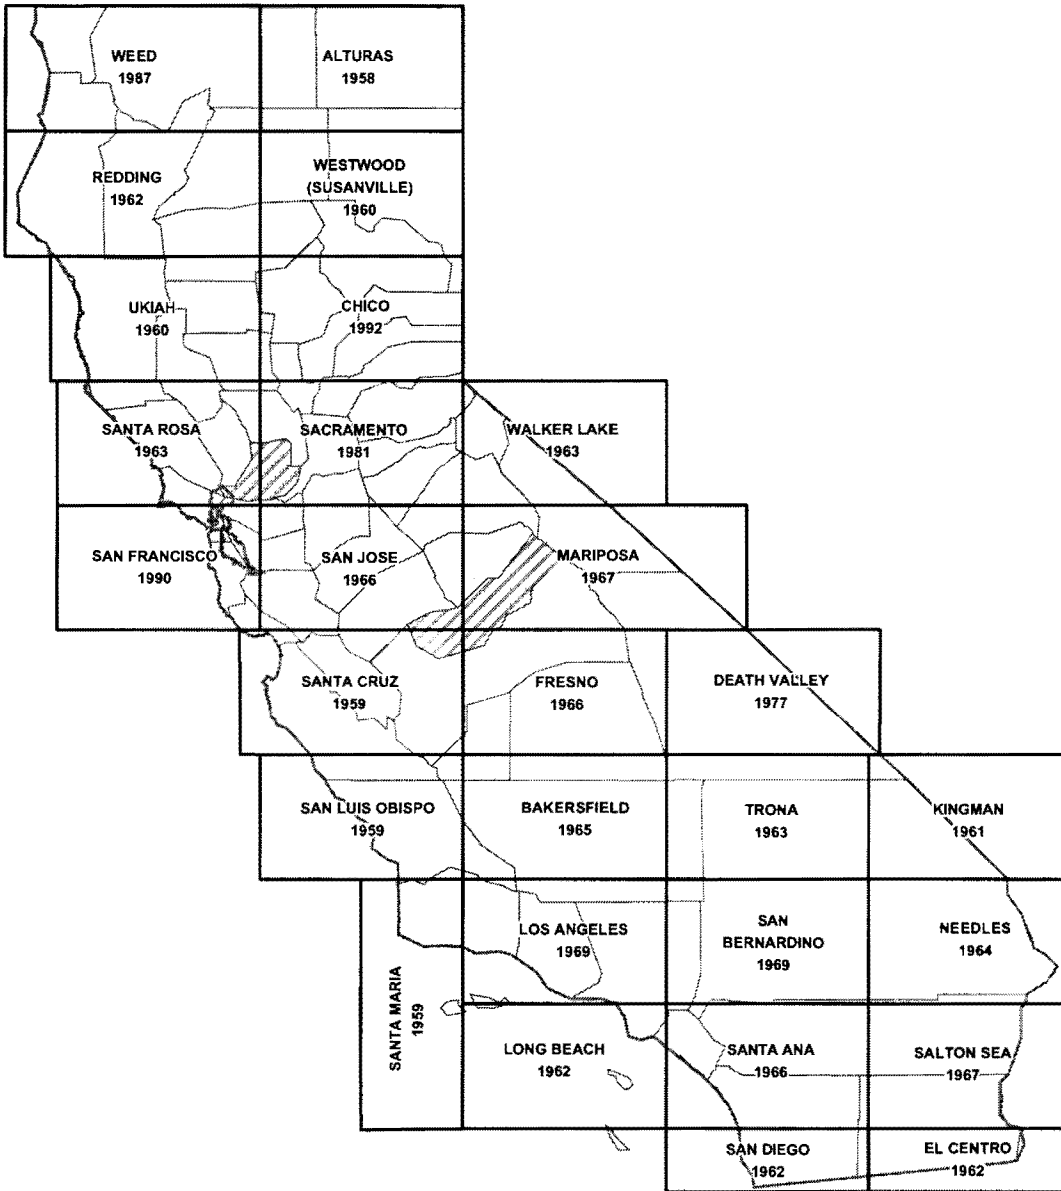 WEED
1987
ALTURAS
1958
REDDING
1962
WESTWOOD
(SUSANVILLE)
1960
UKIAH
1960
CHICO
1992
SANTA ROSA
1963
SACRAMENTO
1981
WALKER LAKE
1963
SAN FRANCISCO
1990
SAN JOSE
1966
MARIPOSA
1967
SANTA CRUZ
1959
FRESNO
1966
DEATH VALLEY
1977
SAN LUIS OBISPO
1959
BAKERSFIELD
1965
TRONA
1963
KINGMAN
1961
SANTA MARIA
1959
LOS ANGELES
1969
SAN
BERNARDINO
1969
NEEDLES
1964
LONG BEACH
1962
SANTA ANA
1966
SALTON SEA
1967
SAN DIEGO
1962
EL CENTRO
1962